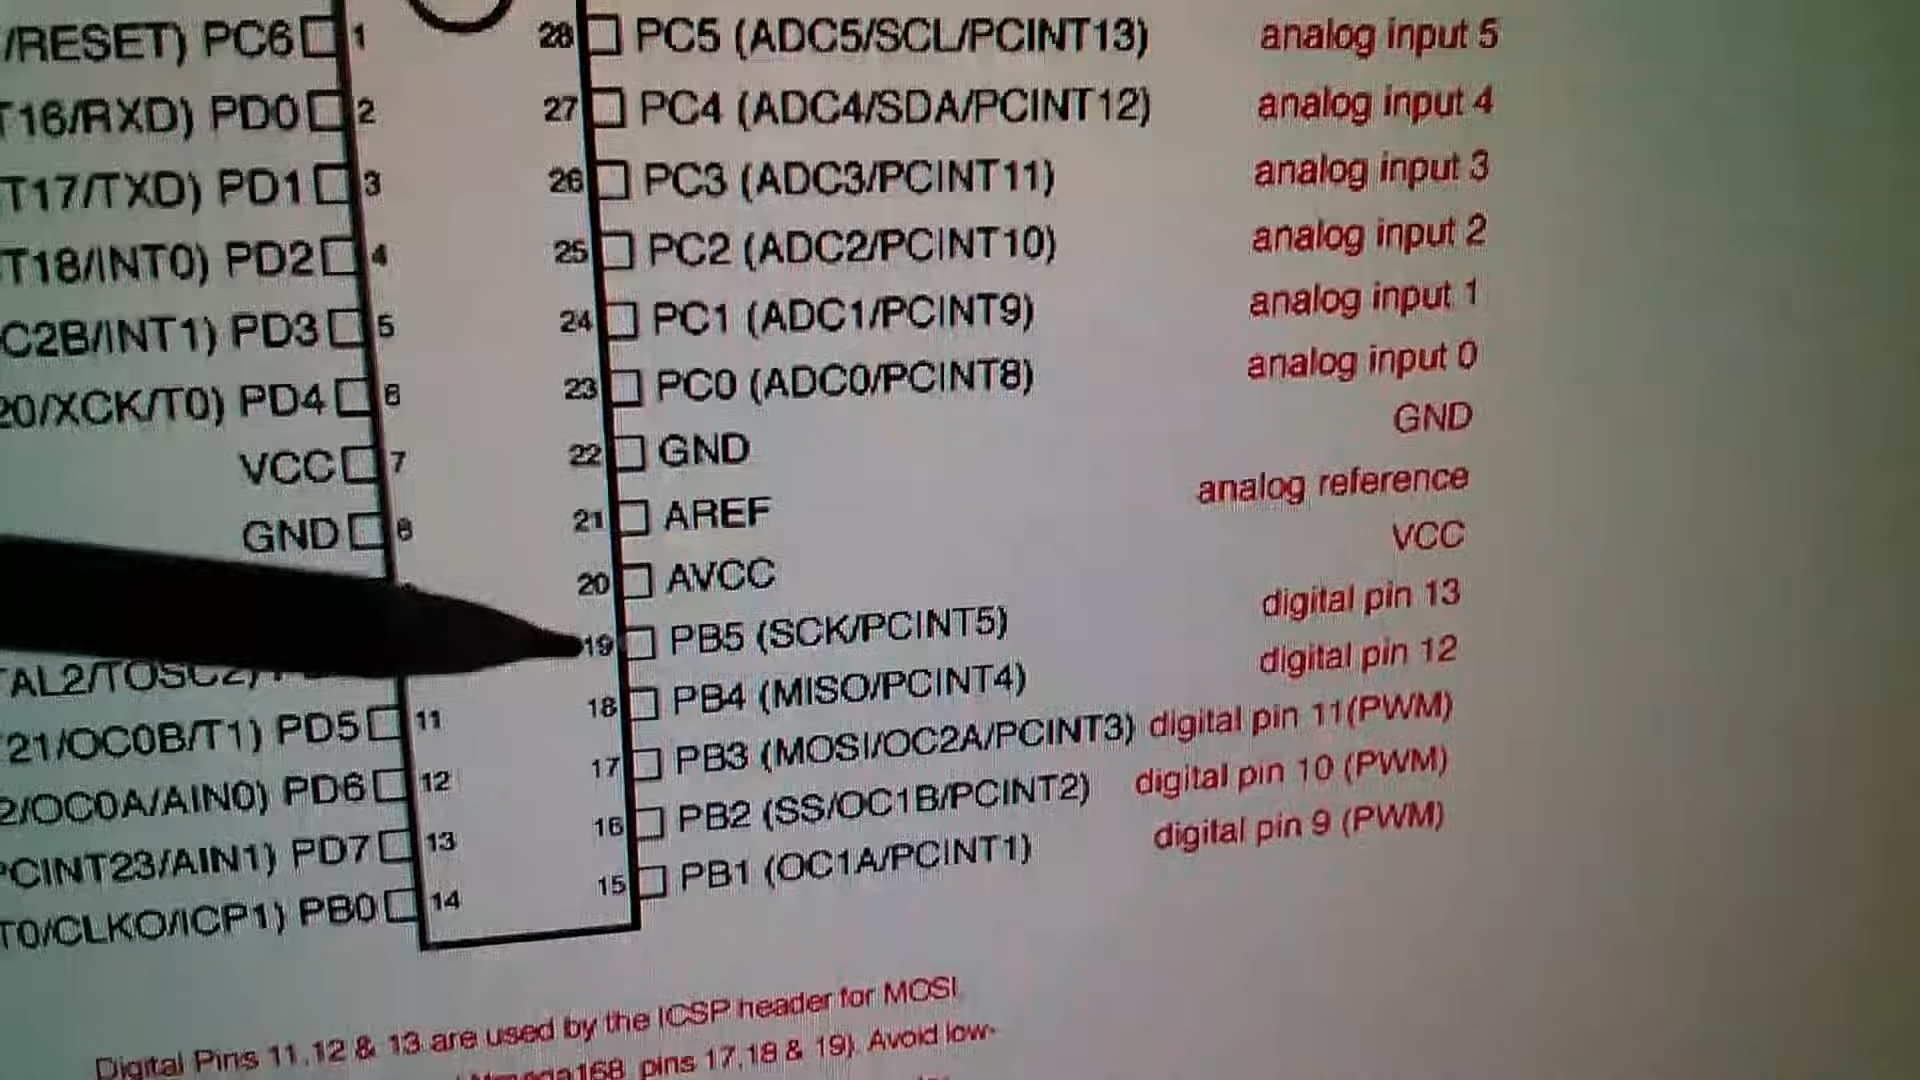 /RESET) PC6 1 28 PC5 (ADC5/SCL/PCINT13) analog input 5
T16/RXD) PD0 2 27 PC4 (ADC4/SDA/PCINT12) analog input 4
T17/TXD) PD1 3 26 PC3 (ADC3/PCINT11) analog input 3
T18/INT0) PD2 4 25 PC2 (ADC2/PCINT10) analog input 2
C2B/INT1) PD3 5 24 PC1 (ADC1/PCINT9) analog input 1
20/XCK/T0) PD4 6 23 PC0 (ADC0/PCINT8) analog input 0
VCC 7 22 GND GND
GND 8 21 AREF analog reference
20 AVCC VCC
19 PB5 (SCK/PCINT5) digital pin 13
TAL2/TOSC2) 18 PB4 (MISO/PCINT4) digital pin 12
21/OC0B/T1) PD5 11 17 PB3 (MOSI/OC2A/PCINT3) digital pin 11(PWM)
2/OC0A/AIN0) PD6 12 16 PB2 (SS/OC1B/PCINT2) digital pin 10 (PWM)
PCINT23/AIN1) PD7 13 15 PB1 (OC1A/PCINT1) digital pin 9 (PWM)
T0/CLKO/ICP1) PB0 14
Digital Pins 11,12 & 13 are used by the ICSP header for MOSI,
pins 17,18 & 19). Avoid low-